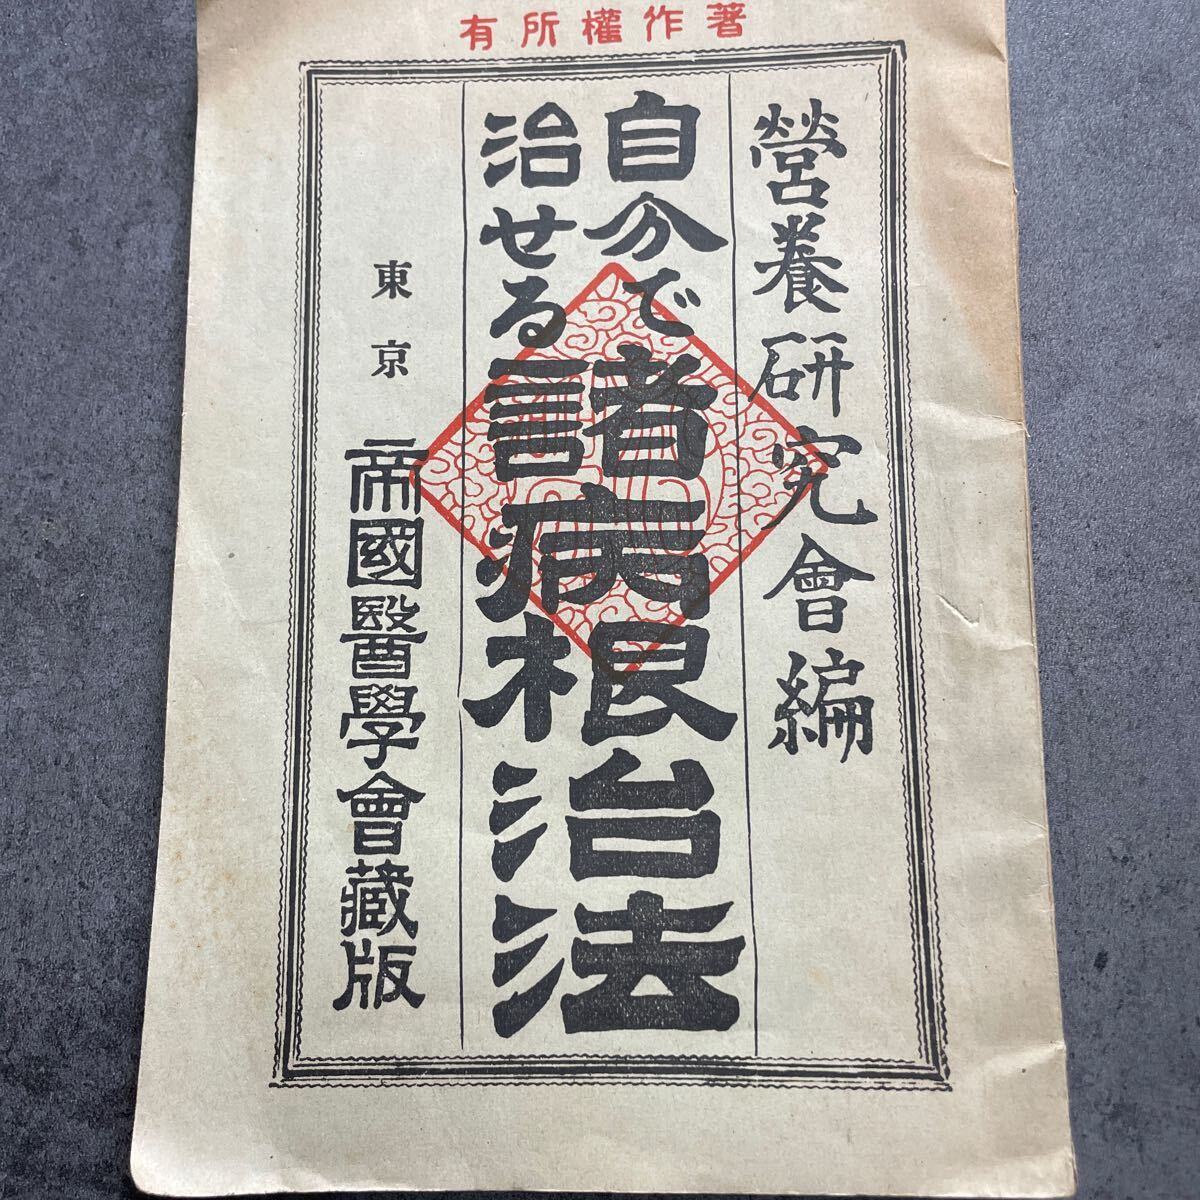 有所權作著
營養研究會編
自分で
治せる
諸病根治法
東京 帝國醫學會藏版